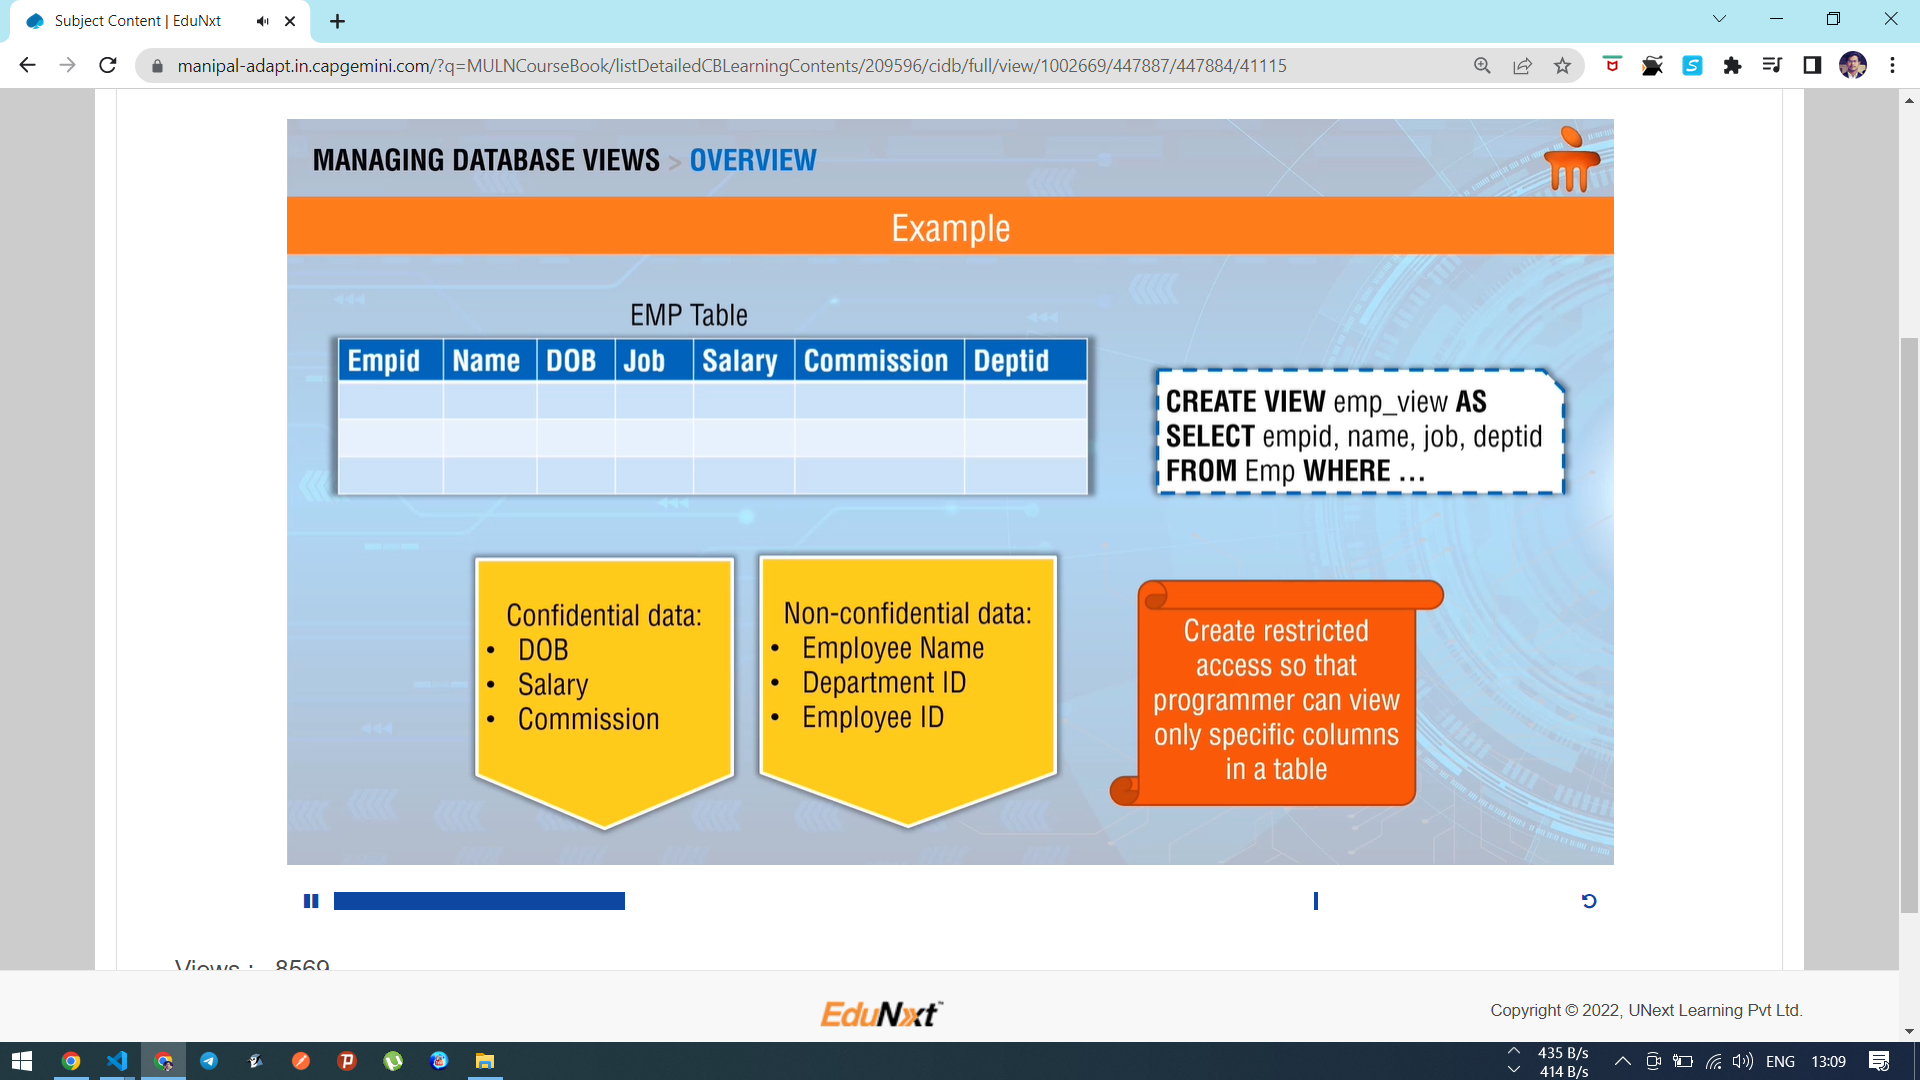 Subject Content | EduNxt
manipal-adapt.in.capgemini.com/?q=MULNCourseBook/listDetailedCBLearningContents/209596/cidb/full/view/1002669/447887/447884/41115
MANAGING DATABASE VIEWS > OVERVIEW
Example
EMP Table
Empid Name DOB Job Salary Commission Deptid
CREATE VIEW emp_view AS
SELECT empid, name, job, deptid
FROM Emp WHERE ...
Confidential data:
• DOB
• Salary
• Commission
Non-confidential data:
• Employee Name
• Department ID
• Employee ID
Create restricted
access so that
programmer can view
only specific columns
in a table
Views : 8569
EduNxt
Copyright © 2022, UNext Learning Pvt Ltd.
435 B/s
414 B/s
ENG 13:09